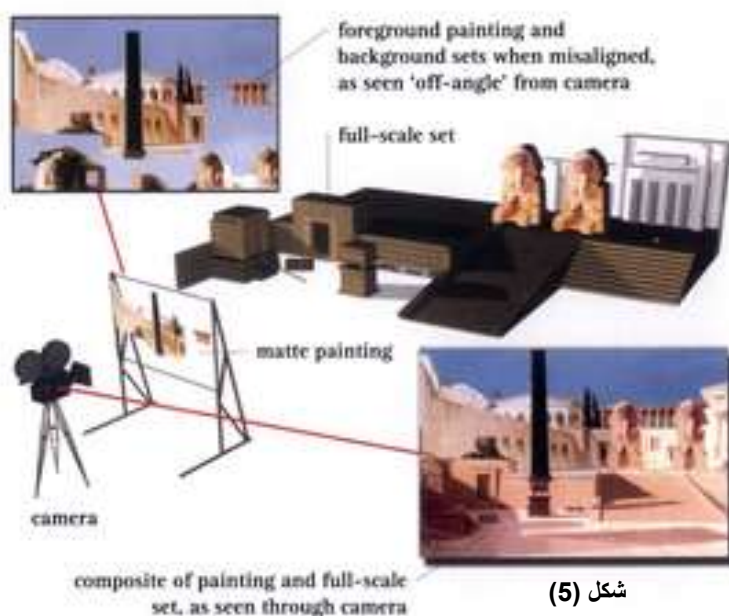 foreground painting and
background sets when misaligned,
as seen 'off-angle' from camera
full-scale set
matte painting
camera
composite of painting and full-scale
set, as seen through camera
شكل (5)